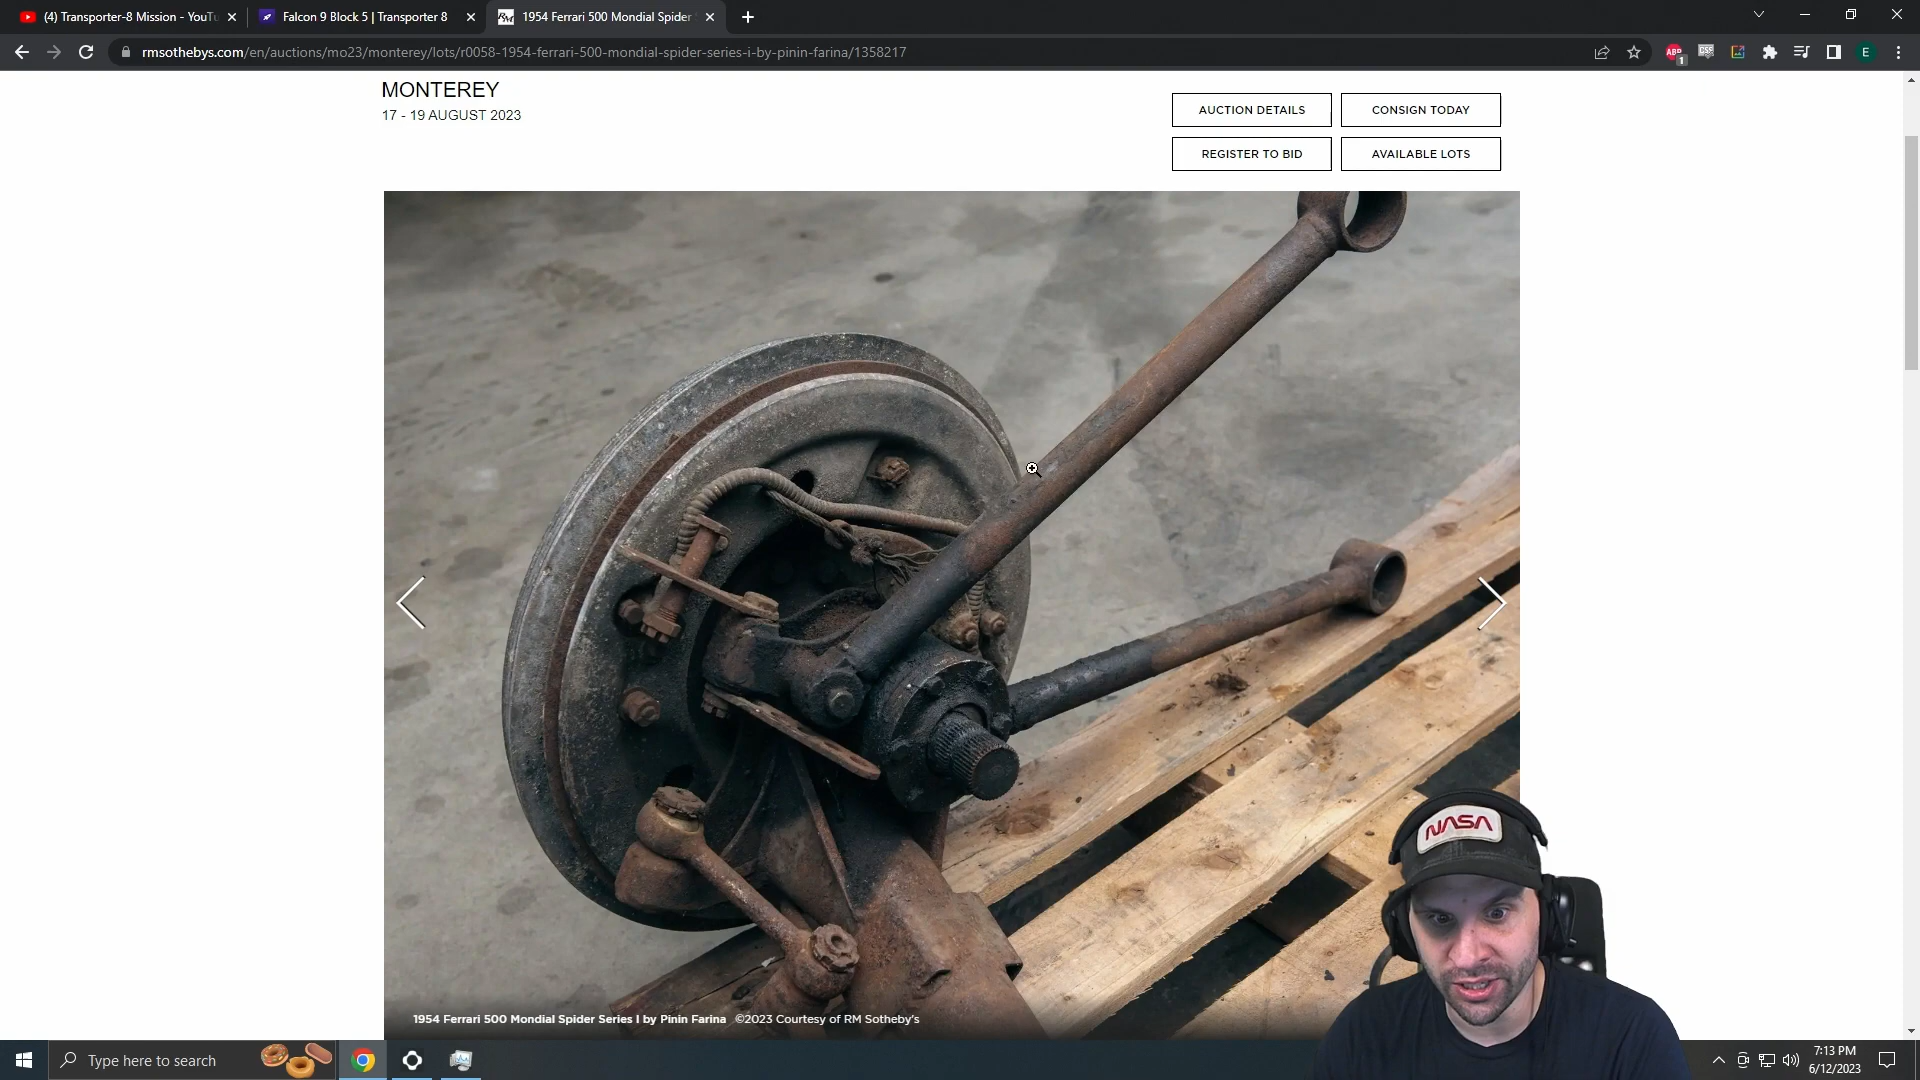 (4) Transporter-8 Mission - YouTu
Falcon 9 Block 5 | Transporter 8
RM
1954 Ferrari 500 Mondial Spider
rmsothebys.com/en/auctions/mo23/monterey/lots/r0058-1954-ferrari-500-mondial-spider-series-i-by-pinin-farina/1358217
ABP
1
E
MONTEREY
17 - 19 AUGUST 2023
AUCTION DETAILS
CONSIGN TODAY
REGISTER TO BID
AVAILABLE LOTS
NASA
1954 Ferrari 500 Mondial Spider Series I by Pinin Farina ©2023 Courtesy of RM Sotheby's
Type here to search
7:13 PM
6/12/2023